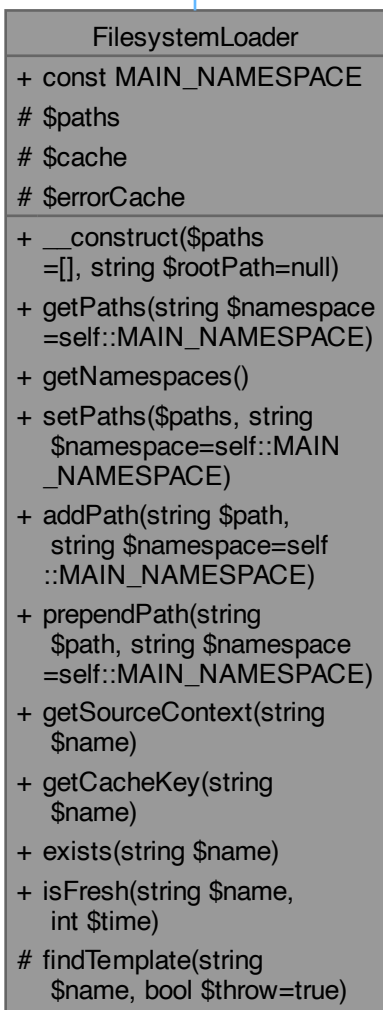 FilesystemLoader
+ const MAIN_NAMESPACE
# $paths
# $cache
# $errorCache
+ __construct($paths
=[], string $rootPath=null)
+ getPaths(string $namespace
=self::MAIN_NAMESPACE)
+ getNamespaces()
+ setPaths($paths, string
$namespace=self::MAIN
_NAMESPACE)
+ addPath(string $path,
string $namespace=self
::MAIN_NAMESPACE)
+ prependPath(string
$path, string $namespace
=self::MAIN_NAMESPACE)
+ getSourceContext(string
$name)
+ getCacheKey(string
$name)
+ exists(string $name)
+ isFresh(string $name,
int $time)
# findTemplate(string
$name, bool $throw=true)